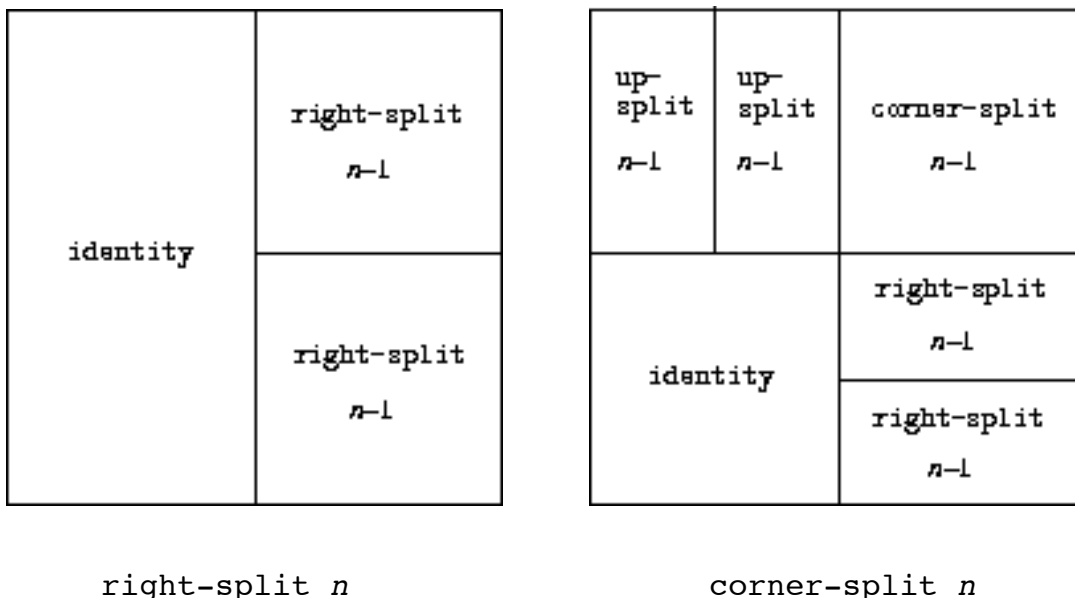 identity
right-split
n-1
right-split
n-1
up-
split
n-1
up-
split
n-1
corner-split
n-1
identity
right-split
n-1
right-split
n-1
right-split n
corner-split n